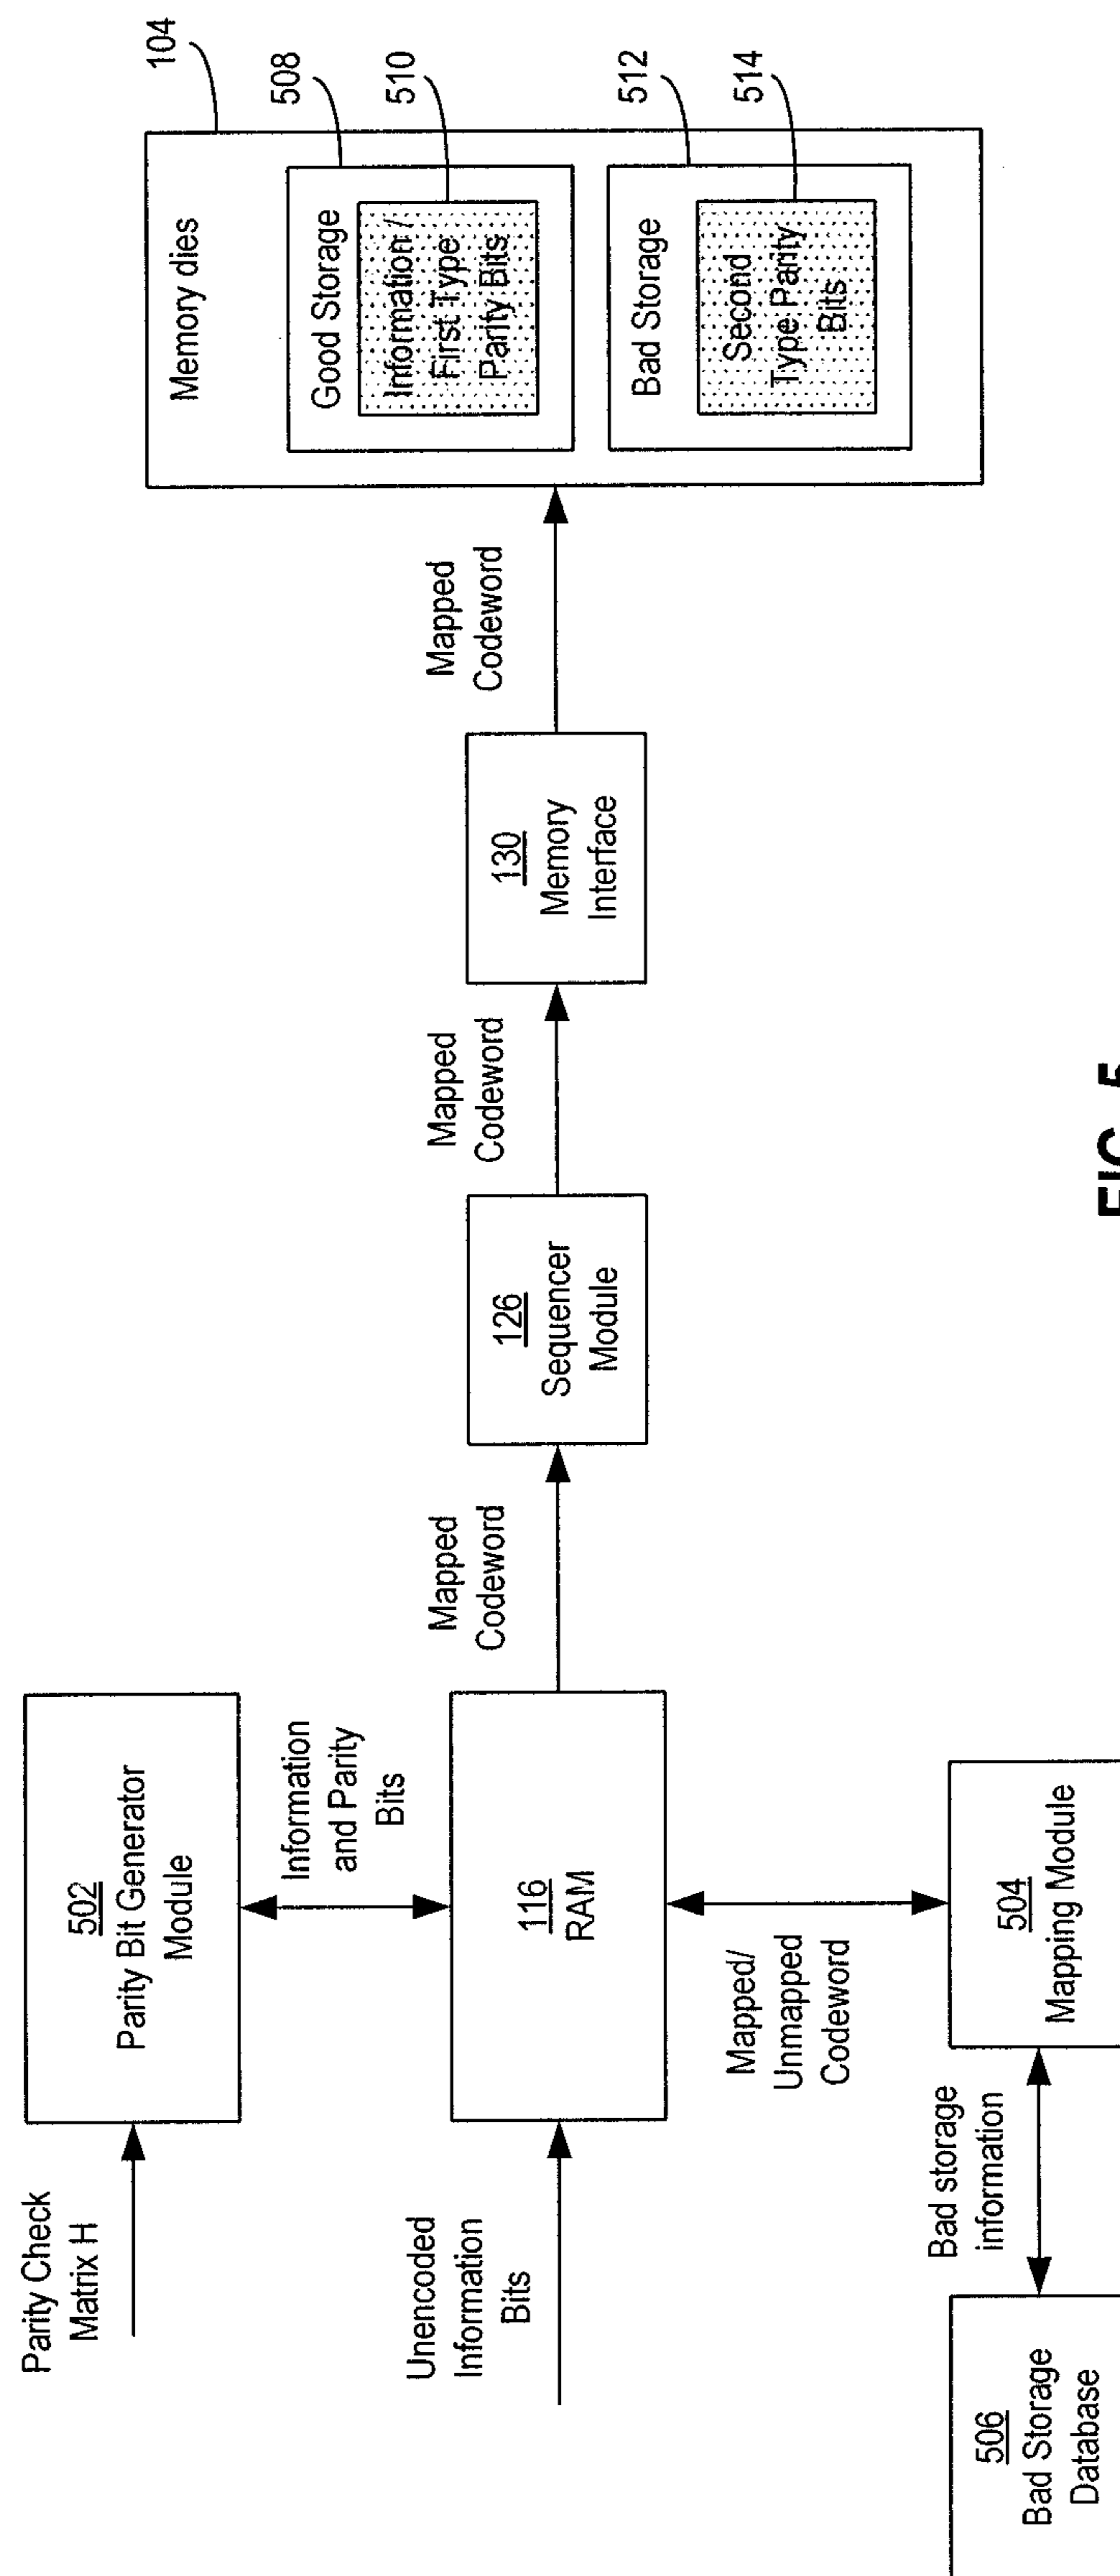 Parity Check
Matrix H
502
Parity Bit Generator
Module
Information
and Parity
Bits
Unencoded
Information
Bits
116
RAM
Mapped
Codeword
126
Sequencer
Module
Mapped
Codeword
130
Memory
Interface
Mapped
Codeword
104
Memory dies
508
Good Storage
510
Information /
First Type
Parity Bits
512
Bad Storage
514
Second
Type Parity
Bits
Mapped/
Unmapped
Codeword
504
Mapping Module
Bad storage
information
506
Bad Storage
Database
FIG. 5